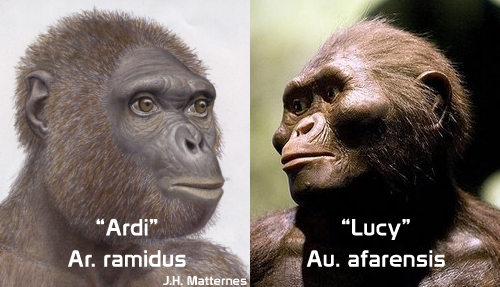 “Ardi”
Ar. ramidus
J.H. Matternes
“Lucy”
Au. afarensis